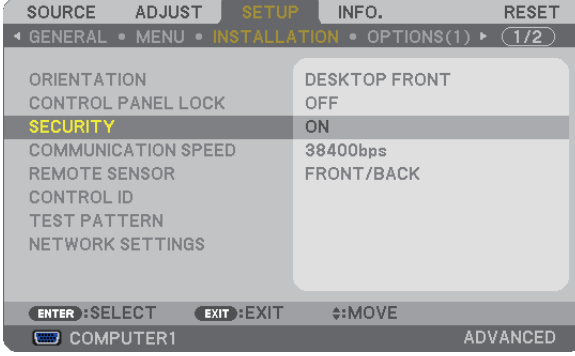 SOURCE ADJUST SETUP INFO. RESET
GENERAL • MENU • INSTALLATION • OPTIONS(1) 1/2
ORIENTATION DESKTOP FRONT
CONTROL PANEL LOCK OFF
SECURITY ON
COMMUNICATION SPEED 38400bps
REMOTE SENSOR FRONT/BACK
CONTROL ID
TEST PATTERN
NETWORK SETTINGS
ENTER :SELECT EXIT :EXIT :MOVE
COMPUTER1 ADVANCED